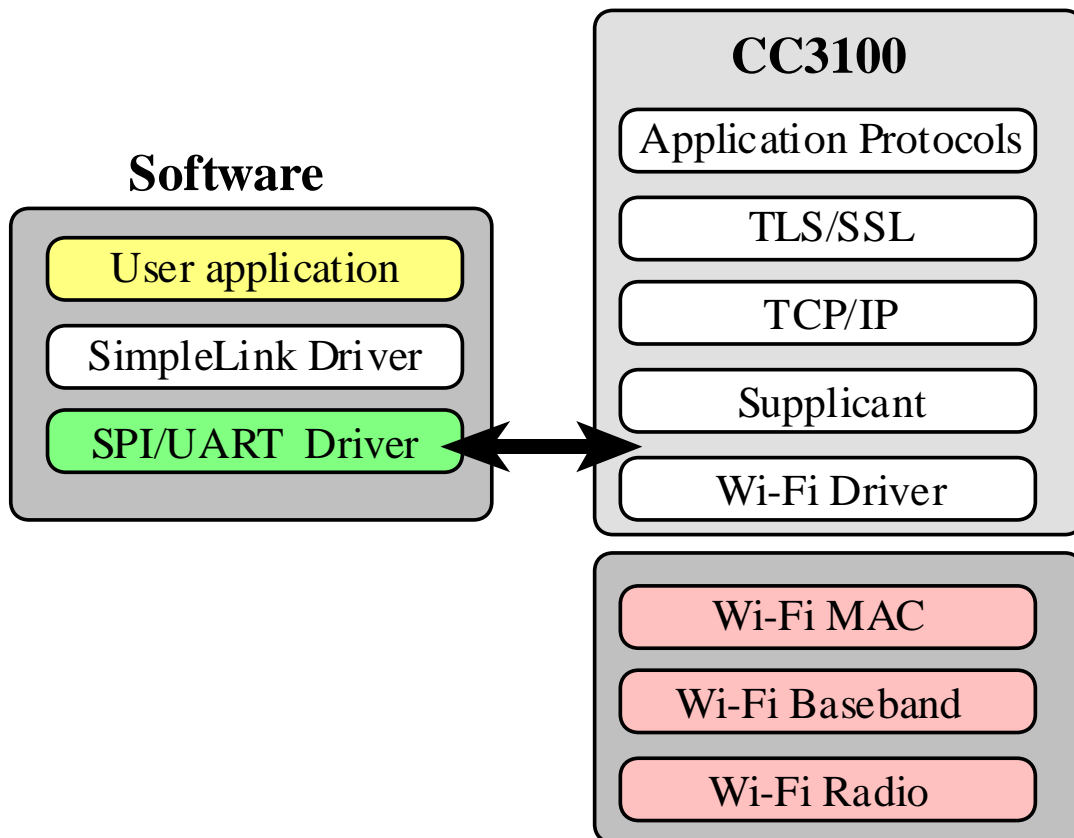 Software
User application
SimpleLink Driver
SPI/UART  Driver
CC3100
Application Protocols
TLS/SSL
TCP/IP
Supplicant
Wi-Fi Driver
Wi-Fi MAC
Wi-Fi Baseband
Wi-Fi Radio